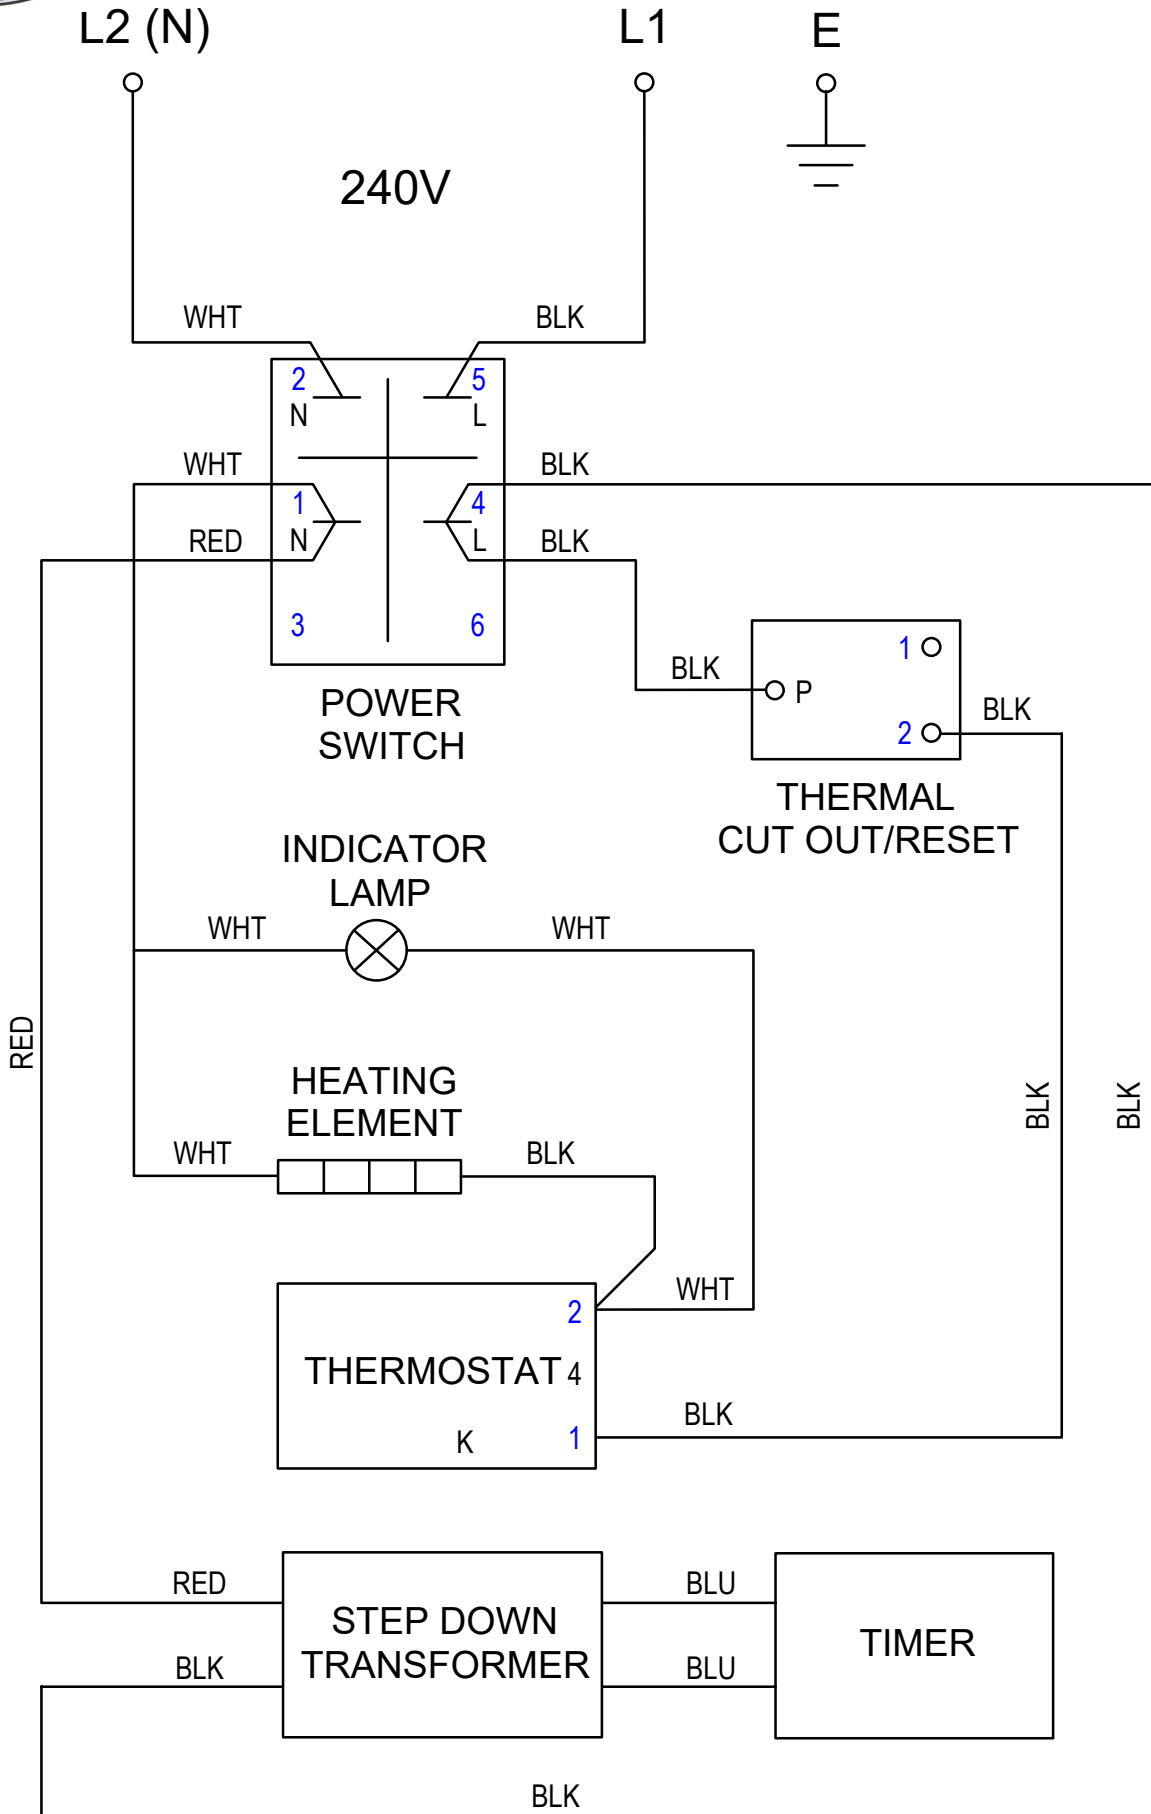 L2 (N)
L1
E
240V
WHT
BLK
2
5
N
L
WHT
BLK
1
4
RED
N
L
BLK
3
6
1
BLK
P
BLK
2
POWER
SWITCH
THERMAL
CUT OUT/RESET
INDICATOR
LAMP
WHT
WHT
RED
HEATING
ELEMENT
BLK
BLK
WHT
BLK
WHT
2
THERMOSTAT 4
BLK
K
1
RED
BLU
STEP DOWN
TRANSFORMER
TIMER
BLK
BLU
BLK